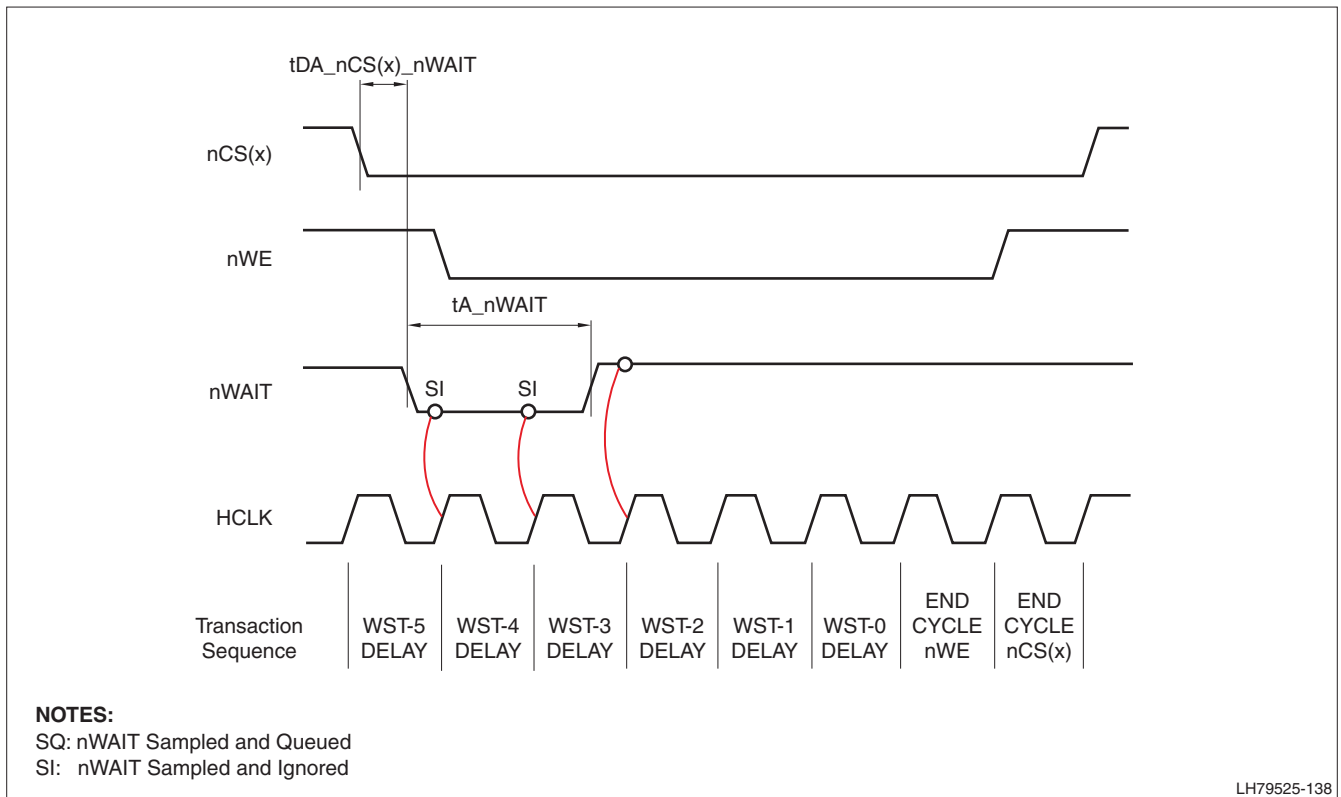 tDA_nCS(x)_nWAIT
nCS(x)
nWE
tA_nWAIT
nWAIT
SI
SI
HCLK
Transaction
Sequence
WST-5
DELAY
WST-4
DELAY
WST-3
DELAY
WST-2
DELAY
WST-1
DELAY
WST-0
DELAY
END
CYCLE
nWE
END
CYCLE
nCS(x)
NOTES:
SQ: nWAIT Sampled and Queued
SI: nWAIT Sampled and Ignored
LH79525-138